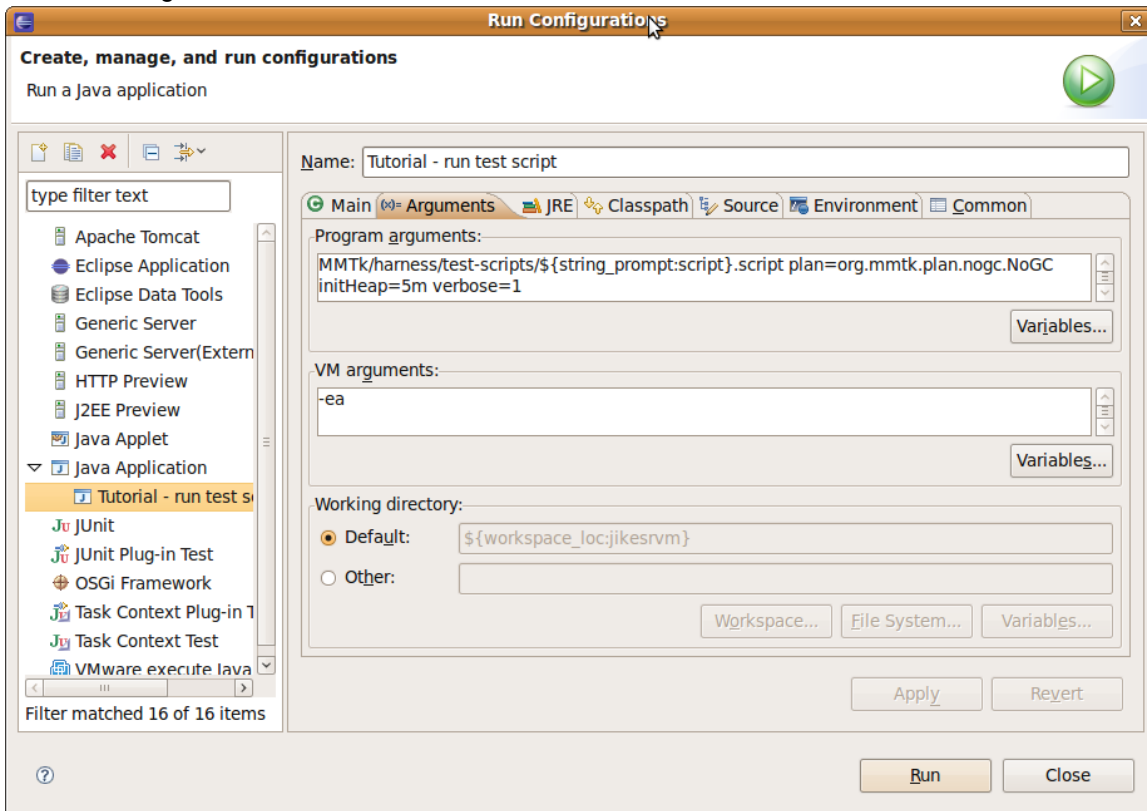 Run Configurations
Create, manage, and run configurations
Run a Java application
type filter text
Apache Tomcat
Eclipse Application
Eclipse Data Tools
Generic Server
Generic Server(Extern
HTTP Preview
J2EE Preview
Java Applet
Java Application
Tutorial - run test s
JUnit
JUnit Plug-in Test
OSGi Framework
Task Context Plug-in T
Task Context Test
VMware execute Java
Filter matched 16 of 16 items
Name: Tutorial - run test script
Main (x)= Arguments JRE Classpath Source Environment Common
Program arguments:
MMTk/harness/test-scripts/${string_prompt:script}.script plan=org.mmtk.plan.nogc.NoGC
initHeap=5m verbose=1
Variables...
VM arguments:
-ea
Variables...
Working directory:
Default: ${workspace_loc:jikesrvm}
Other:
Workspace... File System... Variables...
Apply Revert
Run Close